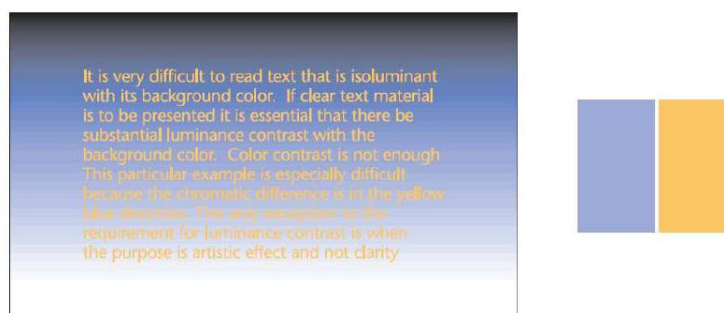 It is very difficult to read text that is isoluminant
with its background color.  If clear text material
is to be presented it is essential that there be
substantial luminance contrast with the
background color.  Color contrast is not enough
This particular example is especially difficult
because the chromatic difference is in the yellow
blue direction. The only exception to the
requirement for luminance contrast is when
the purpose is artistic effect and not clarity